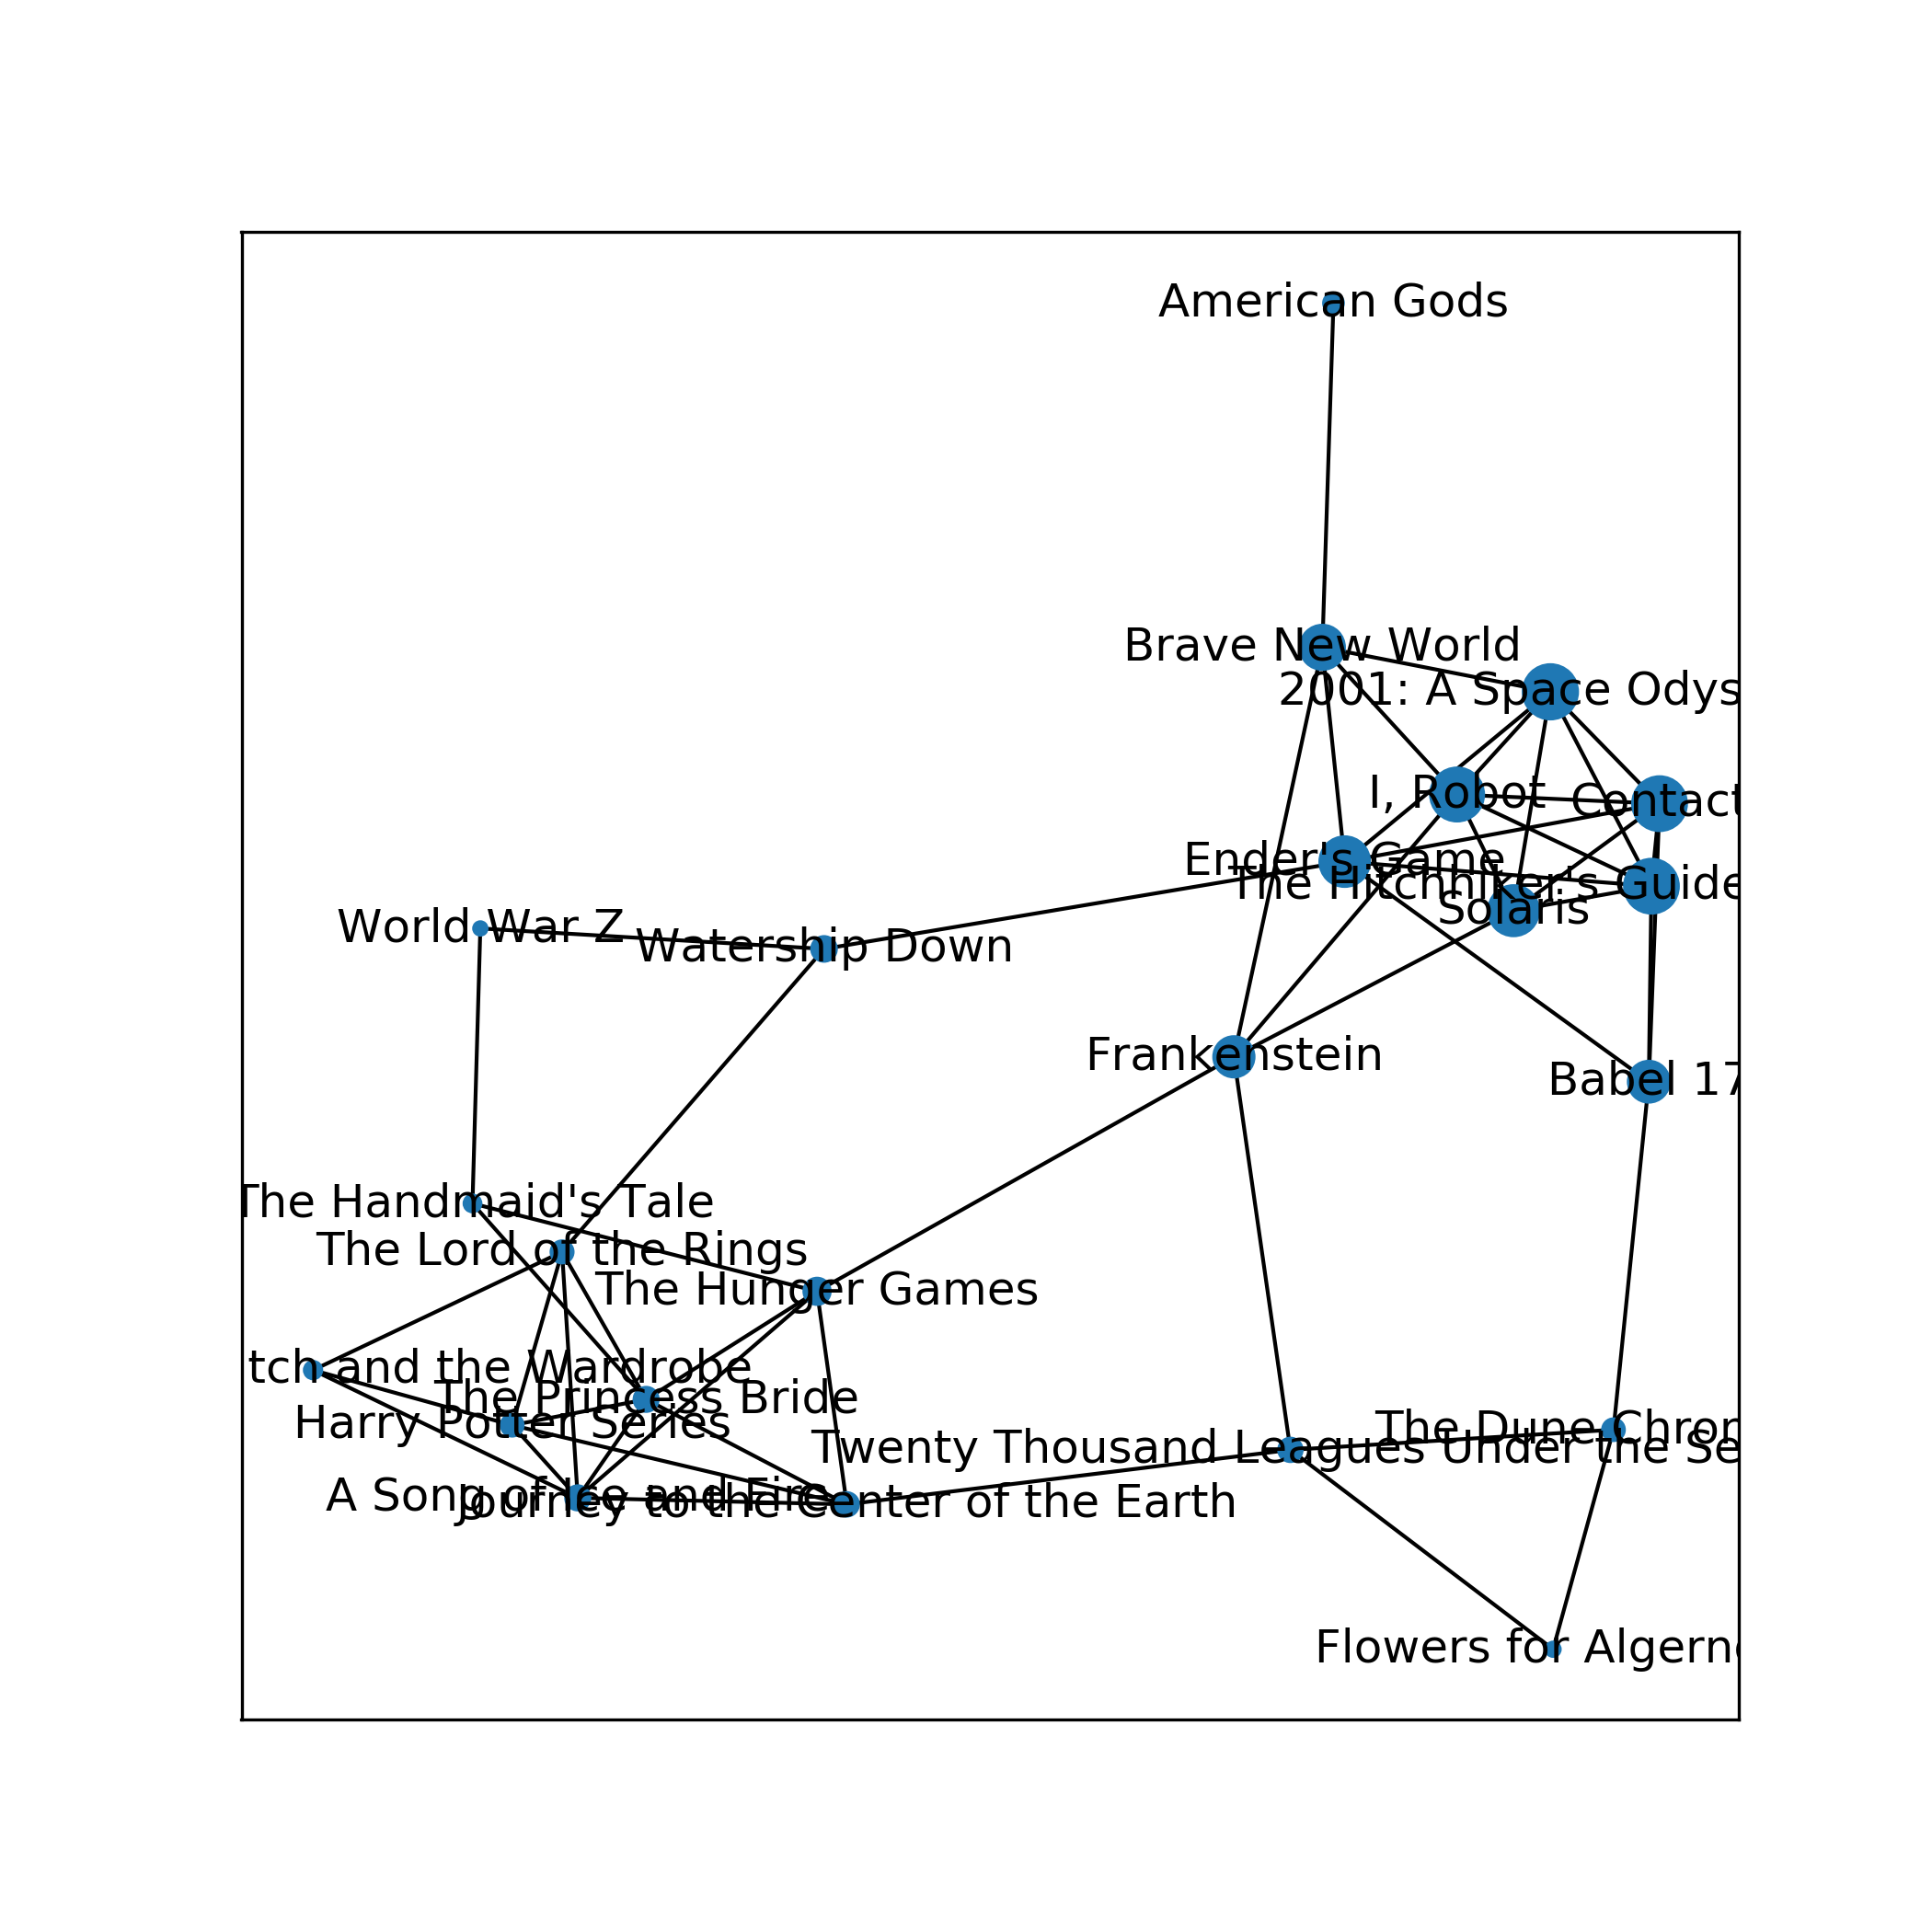 American Gods
Brave New World
2001: A Space Odys
I, Robot
Contact
Ender's Game
The Hitchhiker's Guide
Solaris
World War Z
Watership Down
Frankenstein
Babel 17
The Handmaid's Tale
The Lord of the Rings
The Hunger Games
tch and the Wardrobe
The Princess Bride
Harry Potter Series
The Dune Chron
Twenty Thousand Leagues Under the Se
A Song of Ice and Fire
Journey to the Center of the Earth
Flowers for Algerno